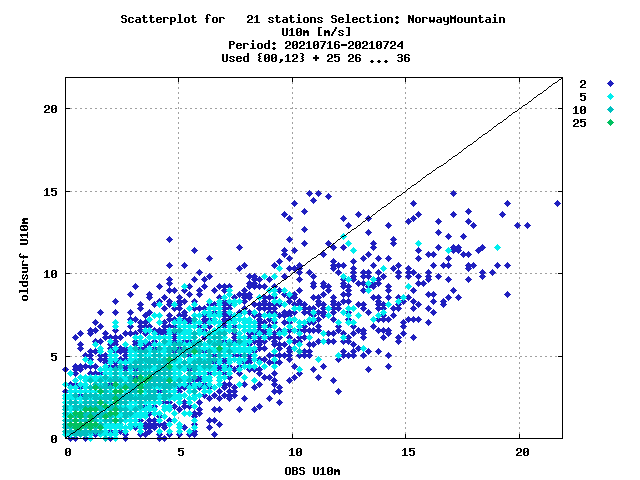 Scatterplot for 21 stations Selection: NorwayMountain
U10m [m/s]
Period: 20210716-20210724
Used {00,12} + 25 26 ... 36
2
5
10
25
20
15
10
5
0
oldsurf U10m
0 5 10 15 20
OBS U10m